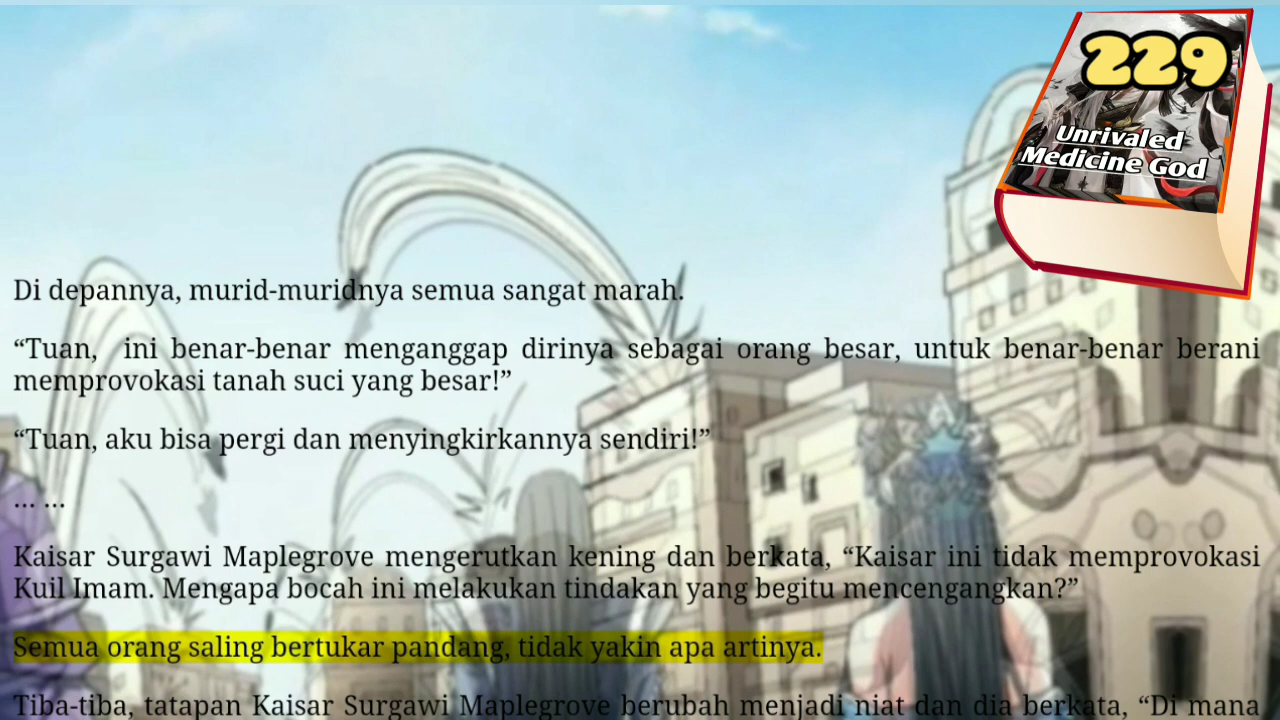 229
Unrivaled
Medicine God
Di depannya, murid-muridnya semua sangat marah.
“Tuan,  ini benar-benar menganggap dirinya sebagai orang besar, untuk benar-benar berani
memprovokasi tanah suci yang besar!”
“Tuan, aku bisa pergi dan menyingkirkannya sendiri!”
... ...
Kaisar Surgawi Maplegrove mengerutkan kening dan berkata, “Kaisar ini tidak memprovokasi
Kuil Imam. Mengapa bocah ini melakukan tindakan yang begitu mencengangkan?”
Semua orang saling bertukar pandang, tidak yakin apa artinya.
Tiba-tiba, tatapan Kaisar Surgawi Maplegrove berubah menjadi niat dan dia berkata, “Di mana